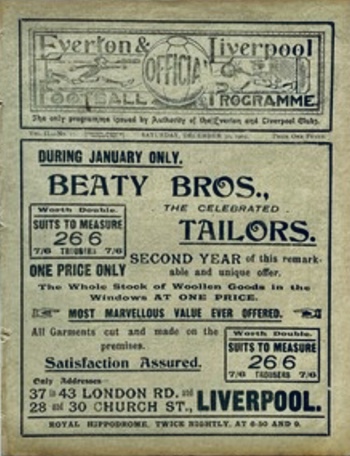 Everton & Liverpool
OFFICIAL
FOOTBALL PROGRAMME
The only programme issued by Authority of the Everton and Liverpool Clubs.
SATURDAY, DECEMBER 30, 1905.
DURING JANUARY ONLY.
BEATY BROS.,
THE CELEBRATED
TAILORS.
Worth Double.
SUITS TO MEASURE
26 6
7/6 TROUSERS 7/6
ONE PRICE ONLY
SECOND YEAR of this remark-
able and unique offer.
The Whole Stock of Woollen Goods in the
Windows AT ONE PRICE.
MOST MARVELLOUS VALUE EVER OFFERED.
All Garments cut and made on the
premises.
Satisfaction Assured.
Worth Double.
SUITS TO MEASURE
26 6
7/6 TROUSERS 7/6
Only Addresses
37 to 43 LONDON RD. and
28 and 30 CHURCH ST., LIVERPOOL.
ROYAL HIPPODROME, TWICE NIGHTLY, AT 6-50 AND 9.